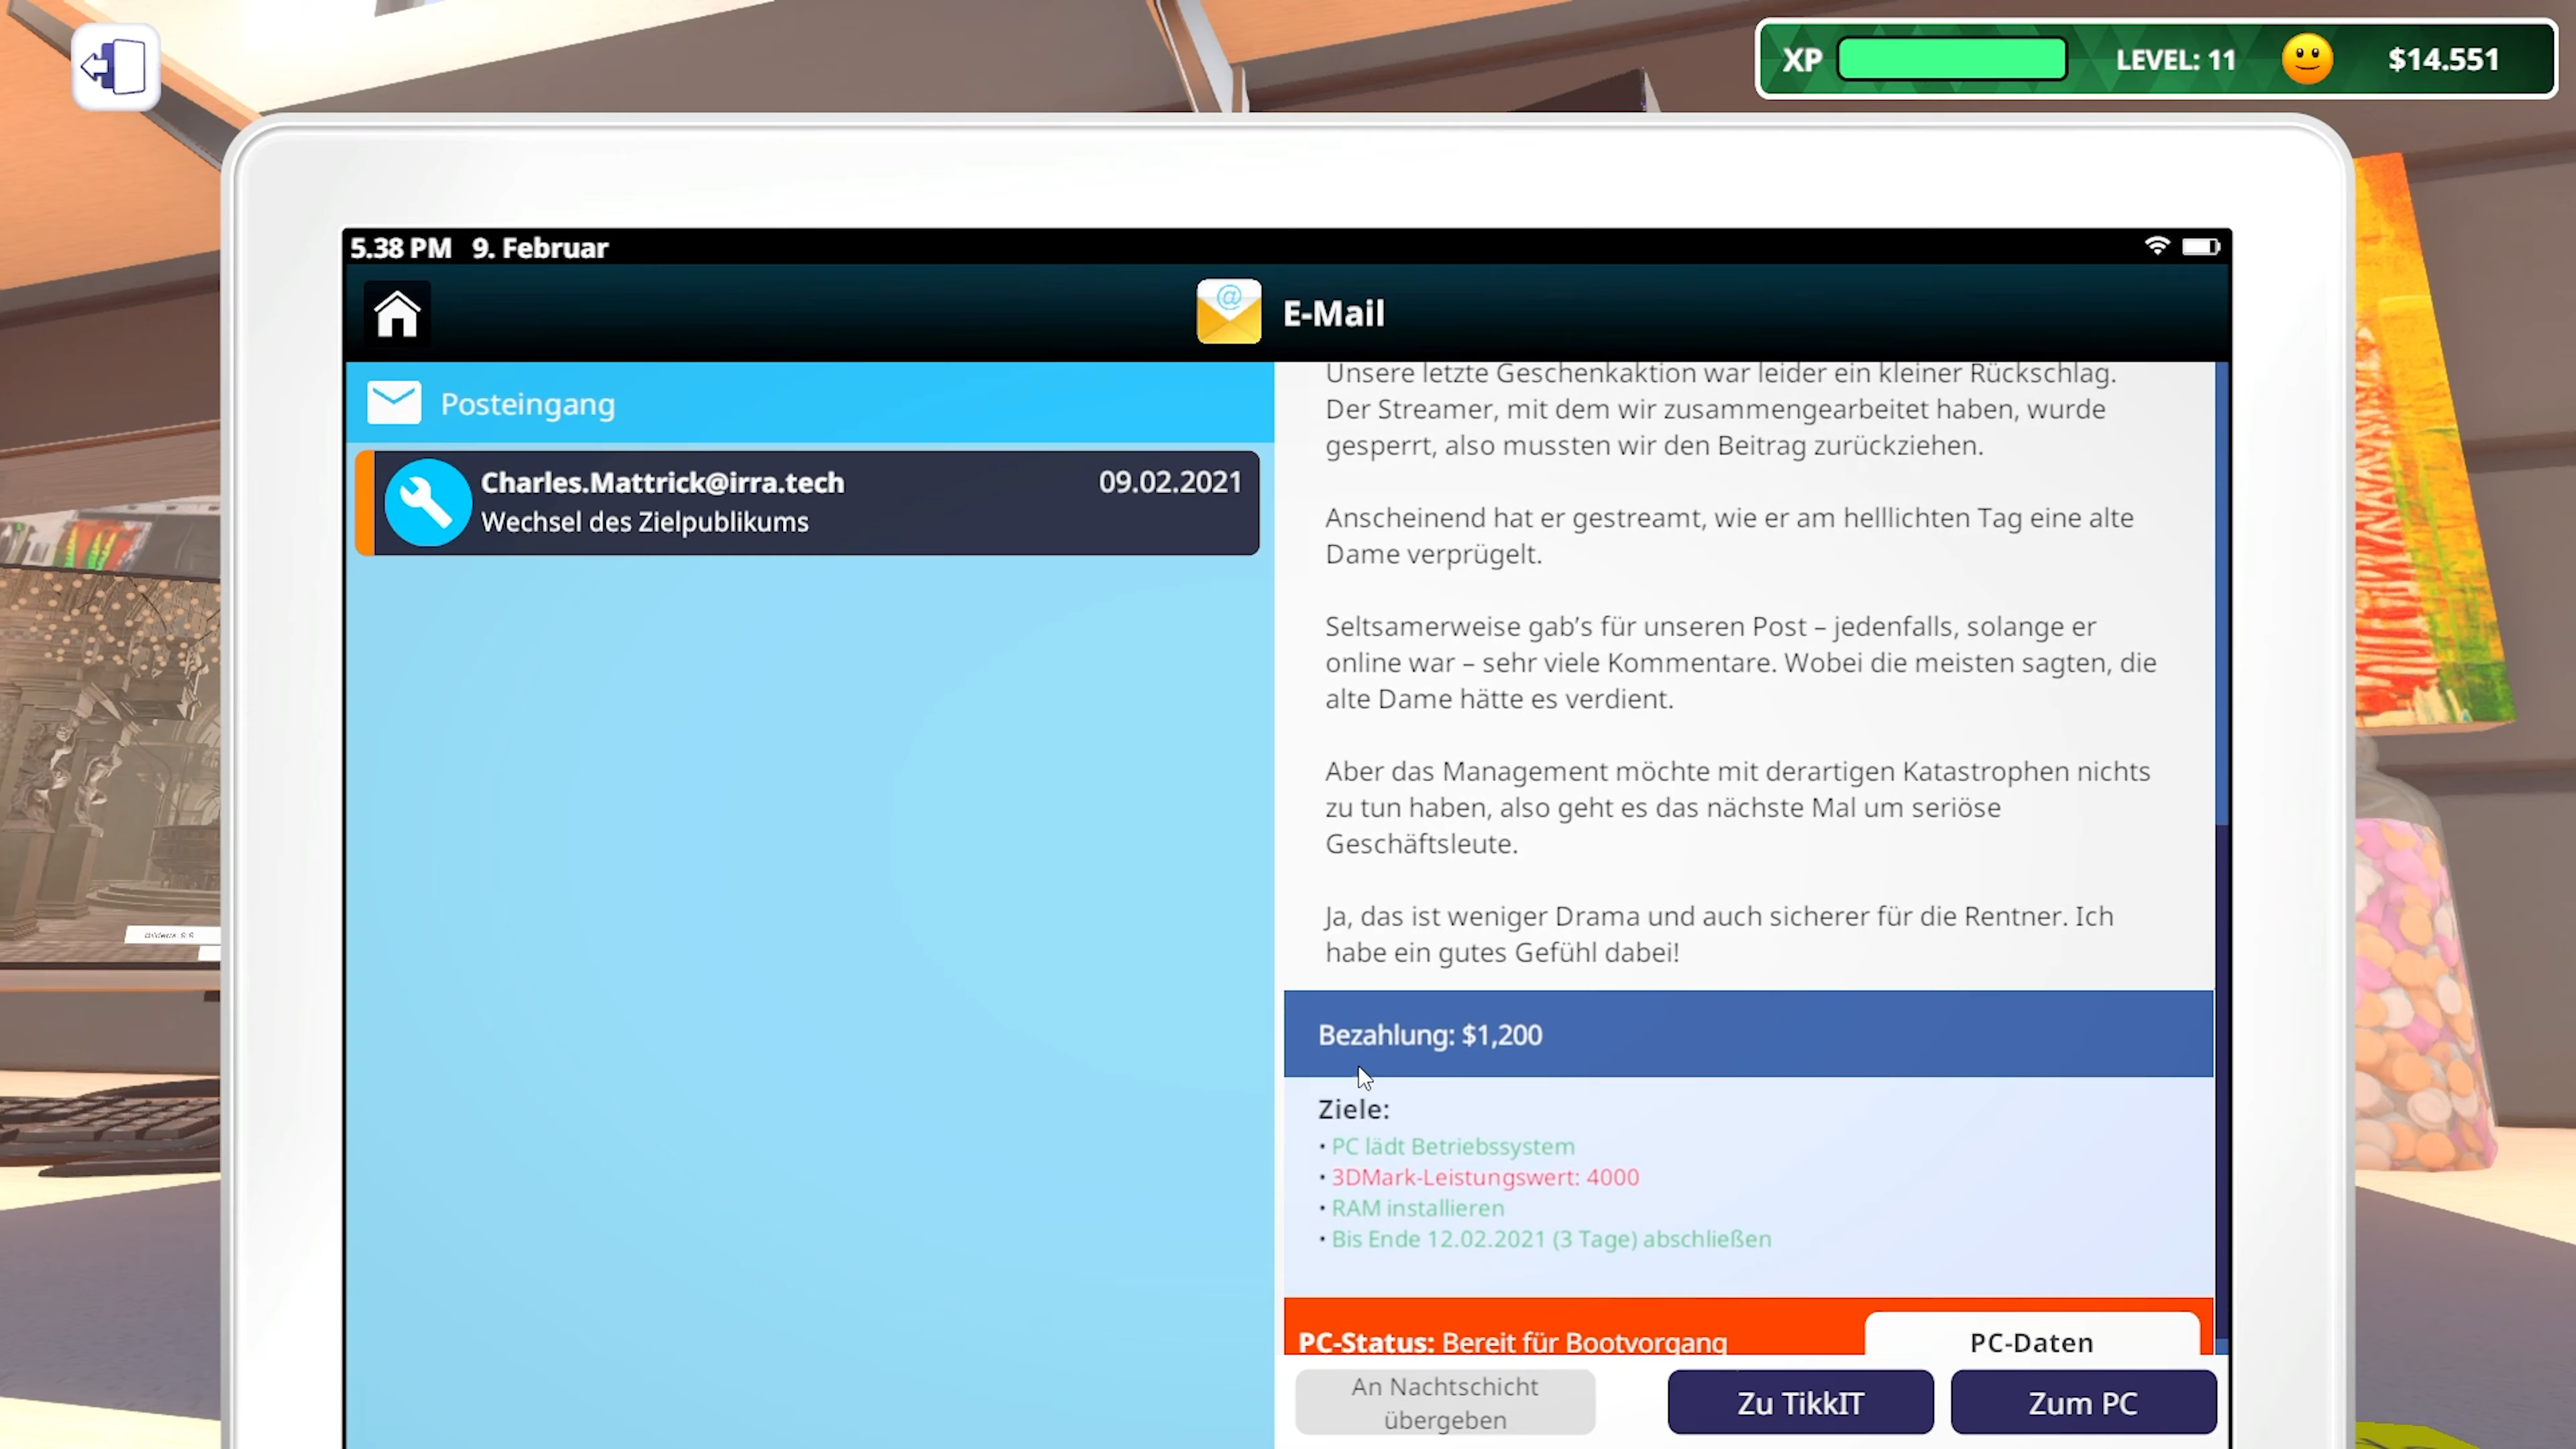 XP
LEVEL: 11
$14.551
5.38 PM 9. Februar
E-Mail
Posteingang
Charles.Mattrick@irra.tech
09.02.2021
Wechsel des Zielpublikums
Unsere letzte Geschenkaktion war leider ein kleiner Rückschlag.
Der Streamer, mit dem wir zusammengearbeitet haben, wurde
gesperrt, also mussten wir den Beitrag zurückziehen.
Anscheinend hat er gestreamt, wie er am helllichten Tag eine alte
Dame verprügelt.
Seltsamerweise gab’s für unseren Post – jedenfalls, solange er
online war – sehr viele Kommentare. Wobei die meisten sagten, die
alte Dame hätte es verdient.
Aber das Management möchte mit derartigen Katastrophen nichts
zu tun haben, also geht es das nächste Mal um seriöse
Geschäftsleute.
Ja, das ist weniger Drama und auch sicherer für die Rentner. Ich
habe ein gutes Gefühl dabei!
Bezahlung: $1,200
Ziele:
• PC lädt Betriebssystem
• 3DMark-Leistungswert: 4000
• RAM installieren
• Bis Ende 12.02.2021 (3 Tage) abschließen
PC-Status: Bereit für Bootvorgang
PC-Daten
An Nachtschicht
übergeben
Zu TikkIT
Zum PC